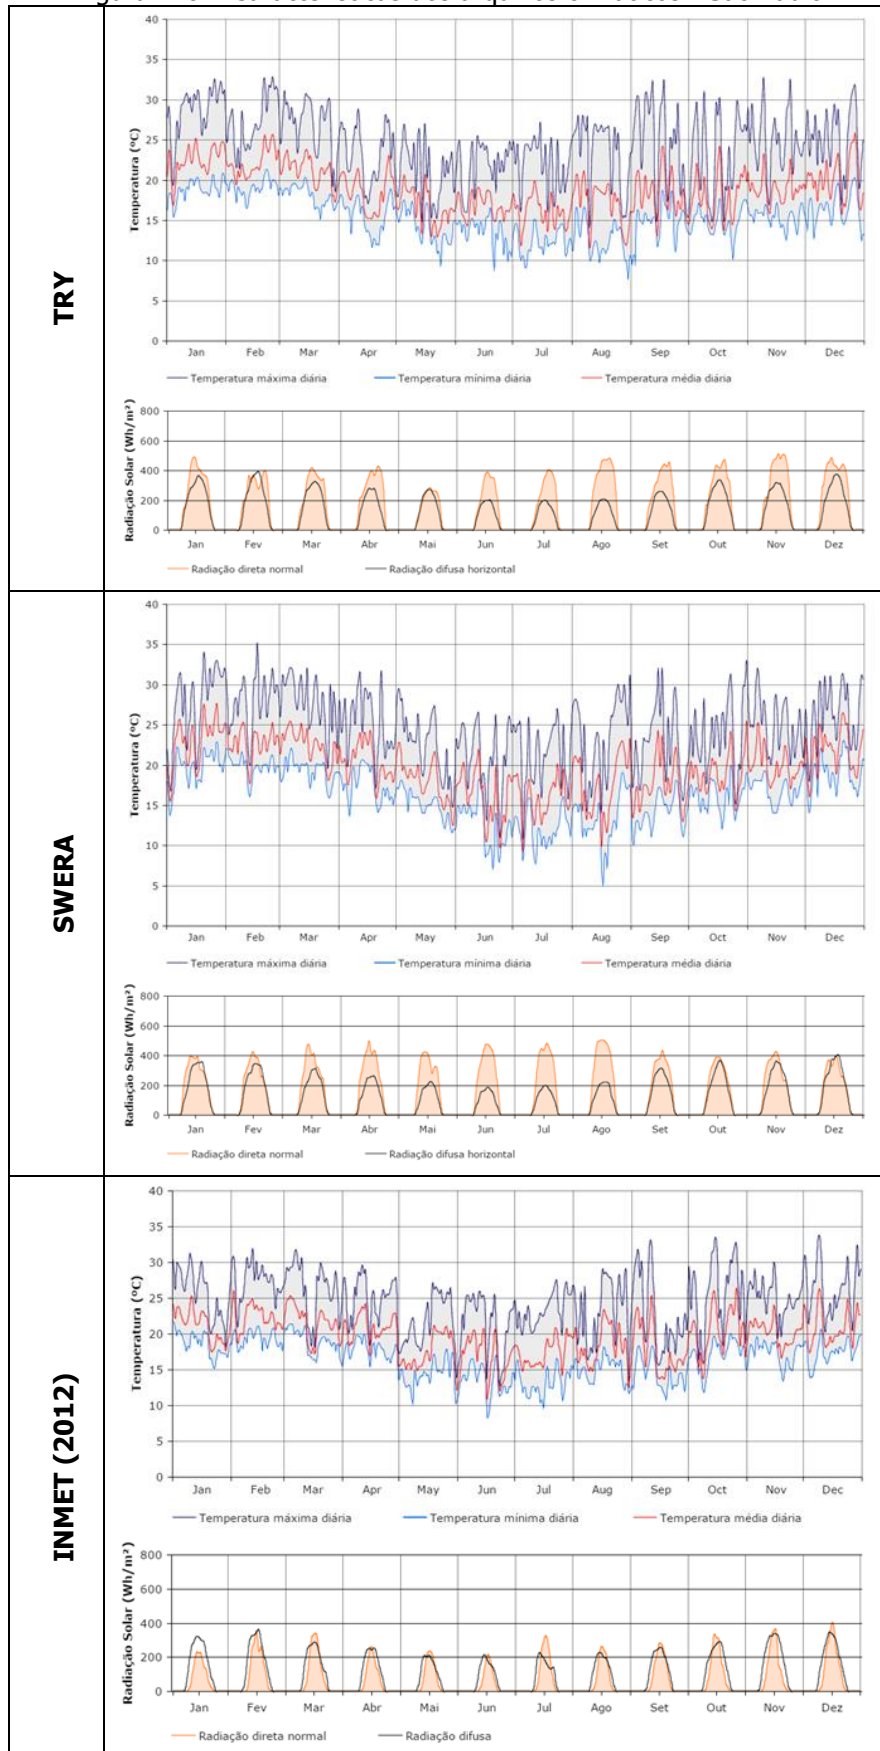 TRY
Temperatura (ºC)
40
35
30
25
20
15
10
5
0
Jan Feb Mar Apr May Jun Jul Aug Sep Oct Nov Dec
Temperatura máxima diária Temperatura mínima diária Temperatura média diária
Radiação Solar (Wh/m²)
800
600
400
200
0
Jan Fev Mar Abr Mai Jun Jul Ago Set Out Nov Dez
Radiação direta normal Radiação difusa horizontal
SWERA
Temperatura (ºC)
40
35
30
25
20
15
10
5
0
Jan Feb Mar Apr May Jun Jul Aug Sep Oct Nov Dec
Temperatura máxima diária Temperatura mínima diária Temperatura média diária
Radiação Solar (Wh/m²)
800
600
400
200
0
Jan Fev Mar Abr Mai Jun Jul Ago Set Out Nov Dez
Radiação direta normal Radiação difusa horizontal
INMET (2012)
Temperatura (ºC)
40
35
30
25
20
15
10
5
0
Jan Feb Mar Apr May Jun Jul Aug Sep Oct Nov Dec
Temperatura máxima diária Temperatura mínima diária Temperatura média diária
Radiação Solar (Wh/m²)
800
600
400
200
0
Jan Fev Mar Abr Mai Jun Jul Ago Set Out Nov Dez
Radiação direta normal Radiação difusa